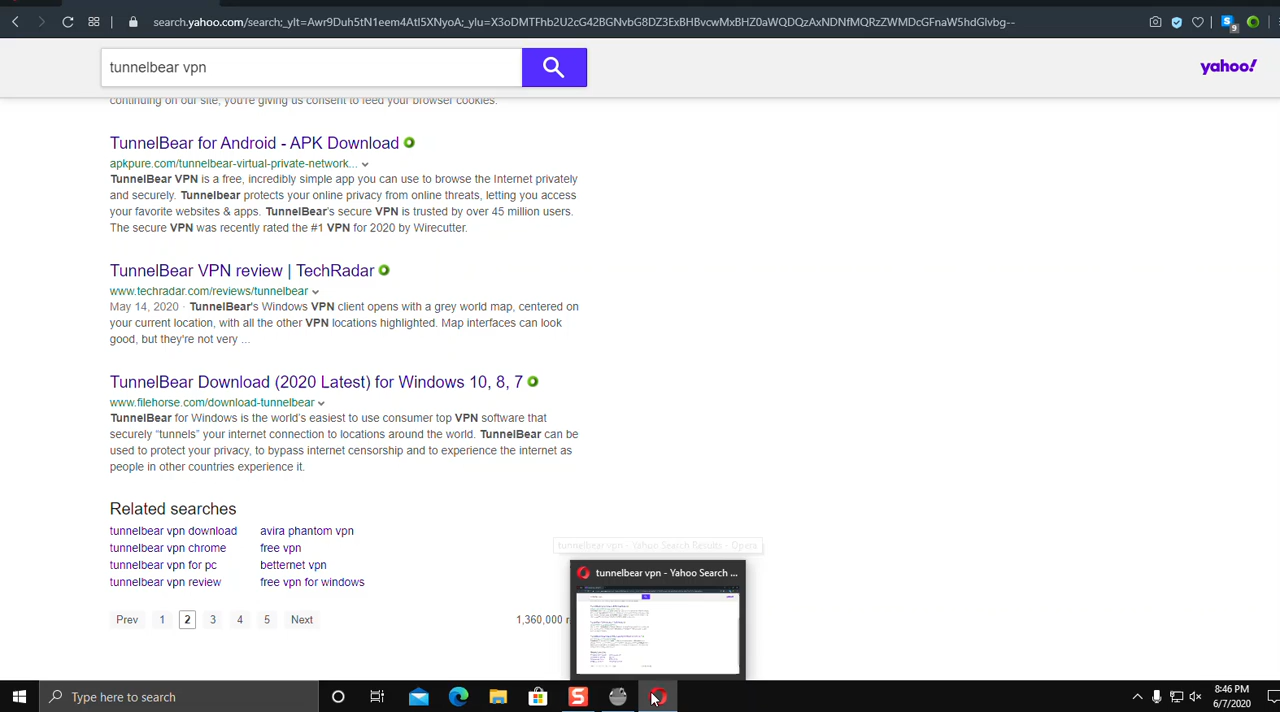 search.yahoo.com/search;_ylt=Awr9Duh5tN1eem4AtI5XNyoA;_ylu=X3oDMTFhb2U2cG42BGNvbG8DZ3ExBHBvcwMxBHZ0aWQDQzAxNDNfMQRzZWMDcGFnaW5hdGlvbg--
9
tunnelbear vpn
yahoo!
continuing on our site, you're giving us consent to feed your browser cookies.
TunnelBear for Android - APK Download
apkpure.com/tunnelbear-virtual-private-network...
TunnelBear VPN is a free, incredibly simple app you can use to browse the Internet privately
and securely. Tunnelbear protects your online privacy from online threats, letting you access
your favorite websites & apps. TunnelBear's secure VPN is trusted by over 45 million users.
The secure VPN was recently rated the #1 VPN for 2020 by Wirecutter.
TunnelBear VPN review | TechRadar
www.techradar.com/reviews/tunnelbear
May 14, 2020 · TunnelBear's Windows VPN client opens with a grey world map, centered on
your current location, with all the other VPN locations highlighted. Map interfaces can look
good, but they're not very ...
TunnelBear Download (2020 Latest) for Windows 10, 8, 7
www.filehorse.com/download-tunnelbear
TunnelBear for Windows is the world's easiest to use consumer top VPN software that
securely "tunnels" your internet connection to locations around the world. TunnelBear can be
used to protect your privacy, to bypass internet censorship and to experience the internet as
people in other countries experience it.
Related searches
tunnelbear vpn download avira phantom vpn
tunnelbear vpn chrome free vpn
tunnelbear vpn for pc betternet vpn
tunnelbear vpn review free vpn for windows
tunnelbear vpn - Yahoo Search Results - Opera
tunnelbear vpn - Yahoo Search ...
Prev 1 2 3 4 5 Next 1,360,000 r
Type here to search
8:46 PM
6/7/2020